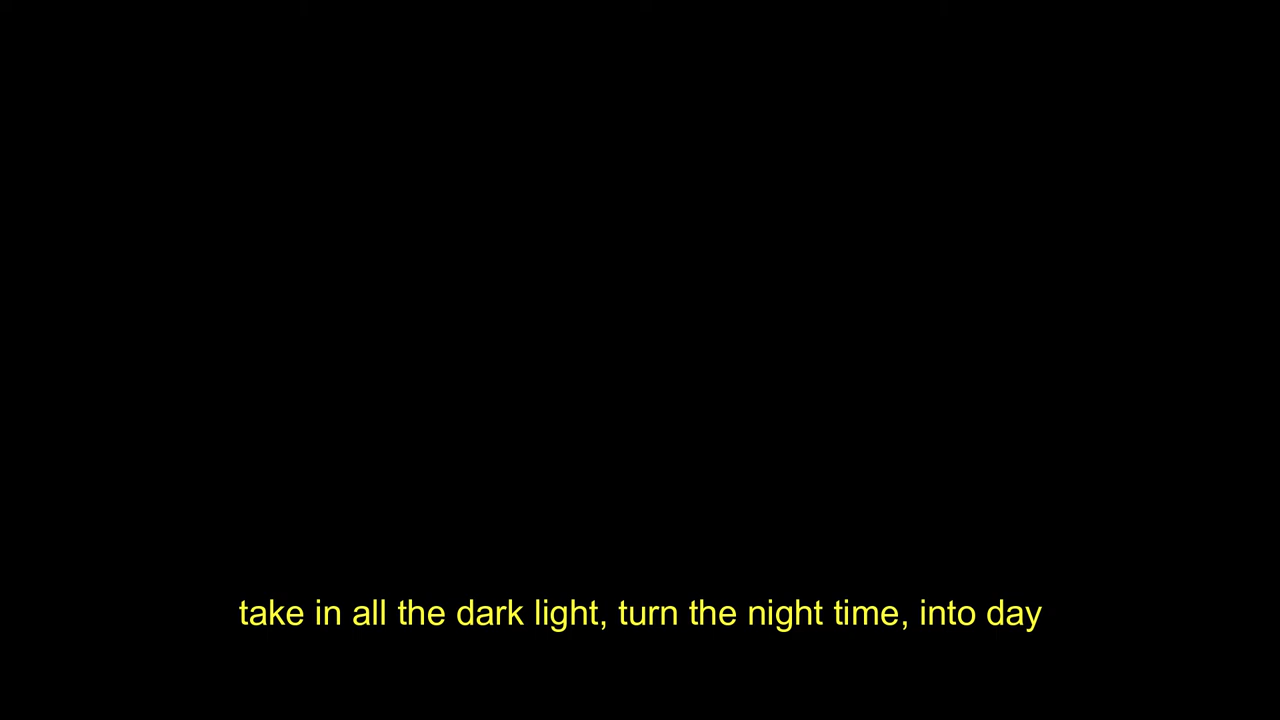 take in all the dark light, turn the night time, into day